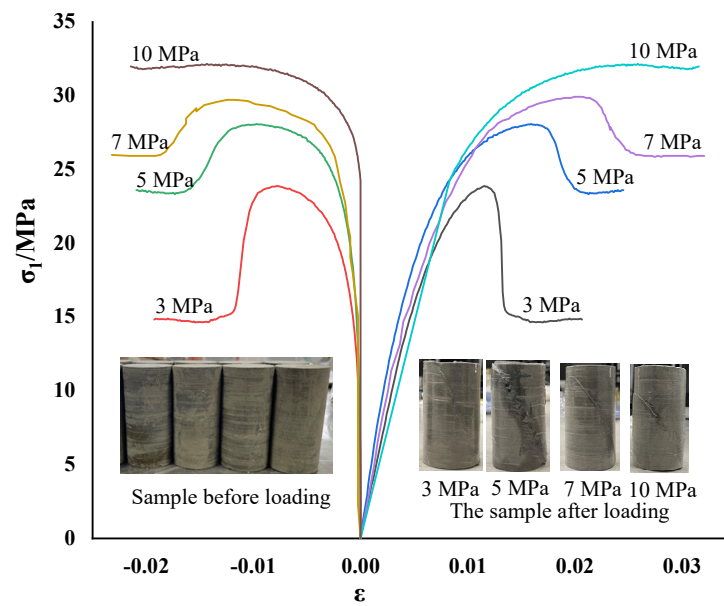 35
30
25
20
15
10
5
0
σ1/MPa
10 MPa
7 MPa
5 MPa
3 MPa
10 MPa
7 MPa
5 MPa
3 MPa
Sample before loading
3 MPa 5 MPa 7 MPa 10 MPa
The sample after loading
-0.02 -0.01 0.00 0.01 0.02 0.03
ε